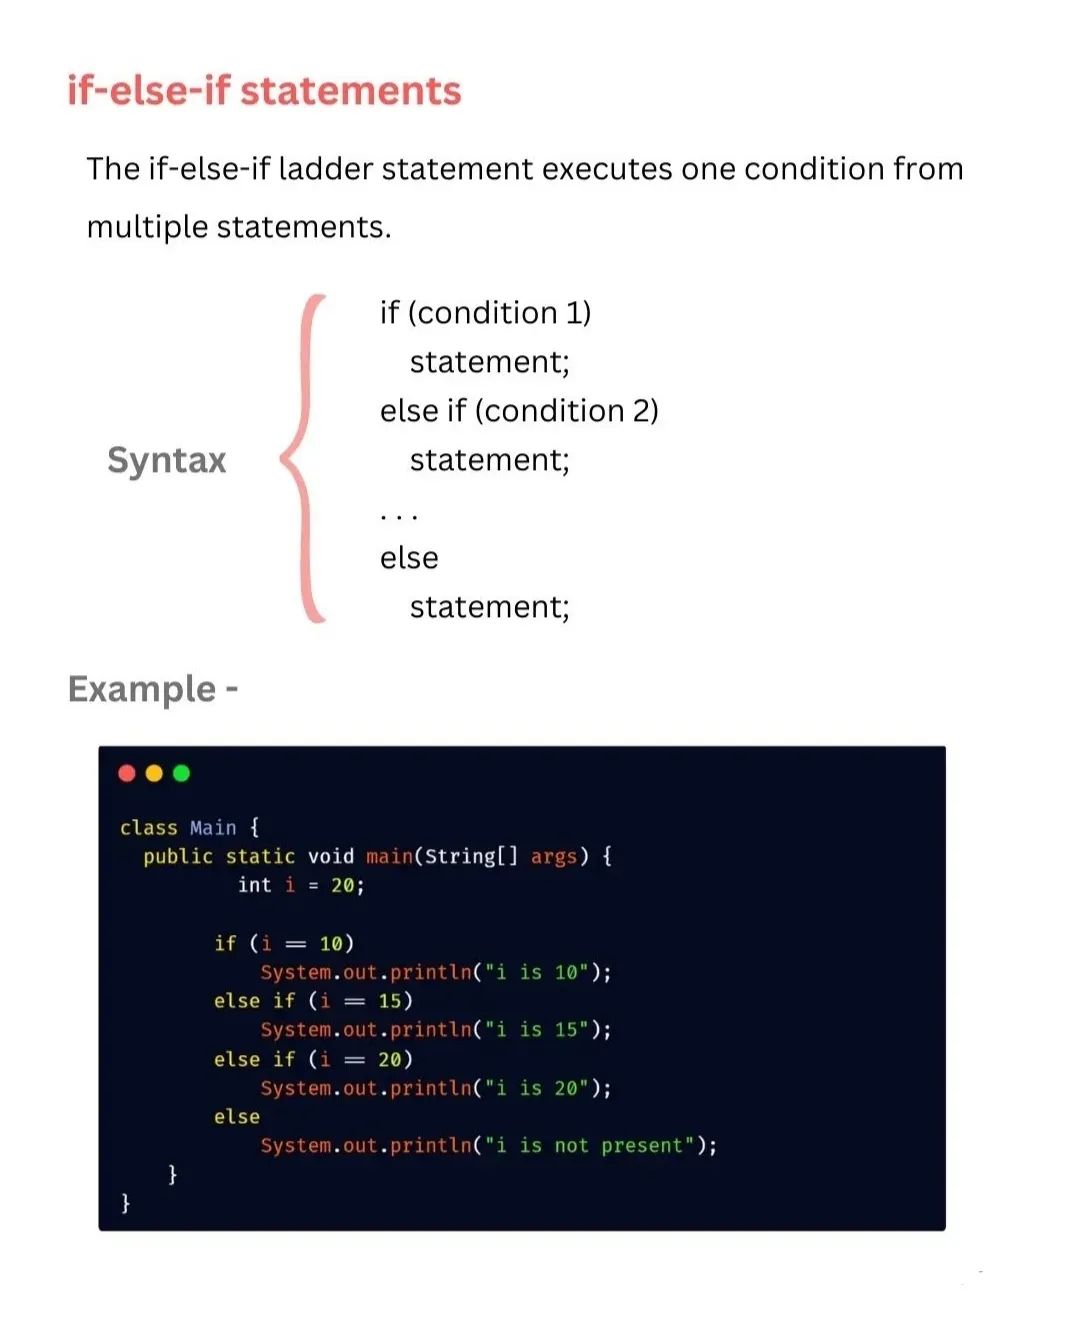 if-else-if statements
The if-else-if ladder statement executes one condition from
multiple statements.
Syntax
if (condition 1)
statement;
else if (condition 2)
statement;
. . .
else
statement;
Example -
class Main {
public static void main(String[] args) {
int i = 20;
if (i == 10)
System.out.println("i is 10");
else if (i == 15)
System.out.println("i is 15");
else if (i == 20)
System.out.println("i is 20");
else
System.out.println("i is not present");
}
}